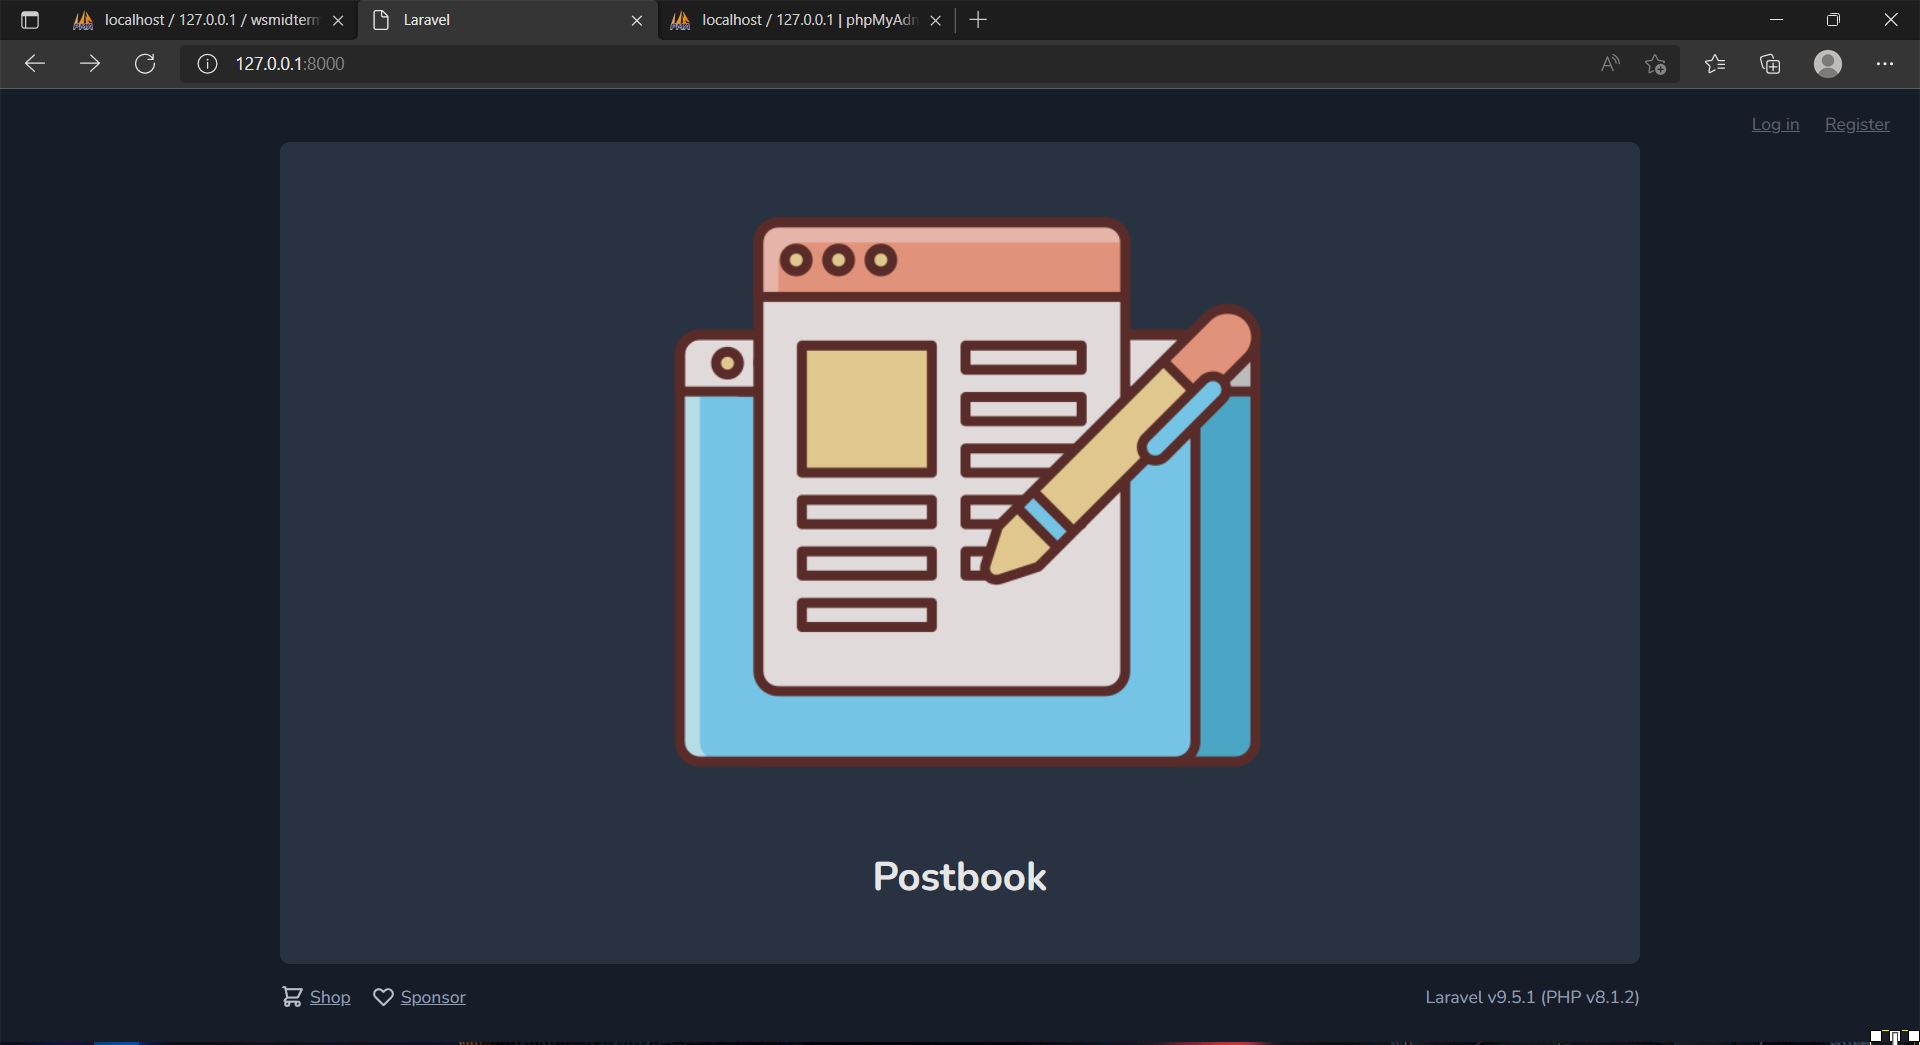 localhost / 127.0.0.1 / wsmidterm
Laravel
localhost / 127.0.0.1 | phpMyAdm
127.0.0.1:8000
Log in
Register
Postbook
Shop
Sponsor
Laravel v9.5.1 (PHP v8.1.2)